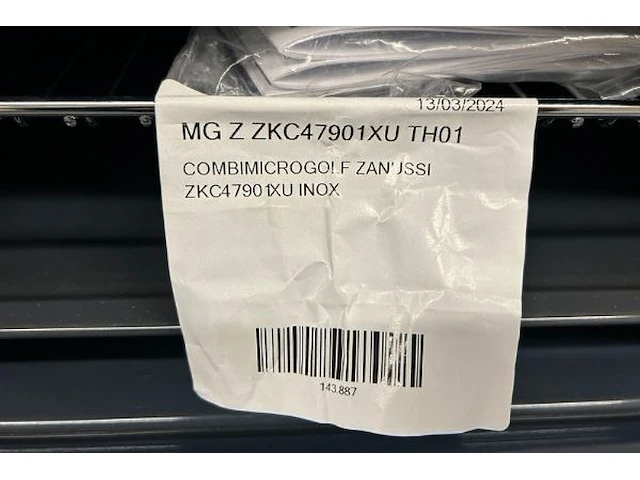 13/03/2024
MG Z ZKC47901XU TH01
COMBIMICROGOLF ZANUSSI
ZKC47901XU INOX
143.887